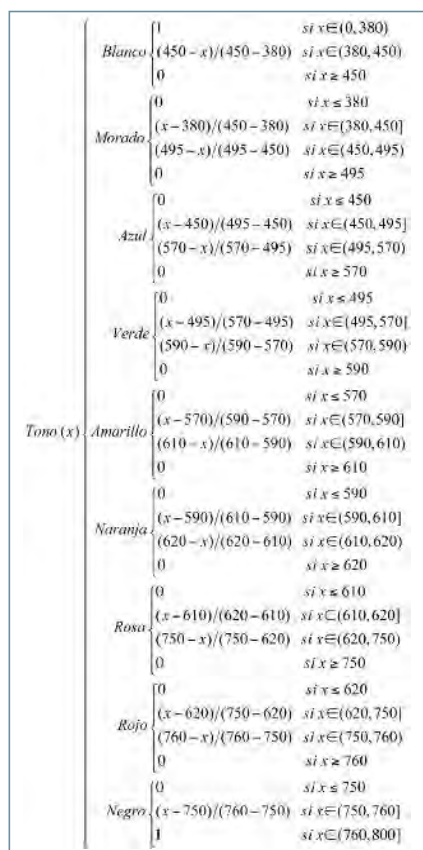 1 si x∈(0,380)
Blanco (450−x)/(450−380) si x∈(380,450)
0 si x ≥ 450
0 si x ≤ 380
Morado (x−380)/(450−380) si x∈(380,450]
(495−x)/(495−450) si x∈(450,495)
0 si x ≥ 495
0 si x ≤ 450
Azul (x−450)/(495−450) si x∈(450,495]
(570−x)/(570−495) si x∈(495,570)
0 si x ≥ 570
0 si x ≤ 495
Verde (x−495)/(570−495) si x∈(495,570]
(590−x)/(590−570) si x∈(570,590)
0 si x ≥ 590
0 si x ≤ 570
Tono (x) Amarillo (x−570)/(590−570) si x∈(570,590]
(610−x)/(610−590) si x∈(590,610)
0 si x ≥ 610
0 si x ≤ 590
Naranja (x−590)/(610−590) si x∈(590,610]
(620−x)/(620−610) si x∈(610,620)
0 si x ≥ 620
0 si x ≤ 610
Rosa (x−610)/(620−610) si x∈(610,620]
(750−x)/(750−620) si x∈(620,750)
0 si x ≥ 750
0 si x ≤ 620
Rojo (x−620)/(750−620) si x∈(620,750]
(760−x)/(760−750) si x∈(750,760)
0 si x ≥ 760
0 si x ≤ 750
Negro (x−750)/(760−750) si x∈(750,760]
1 si x∈(760,800]